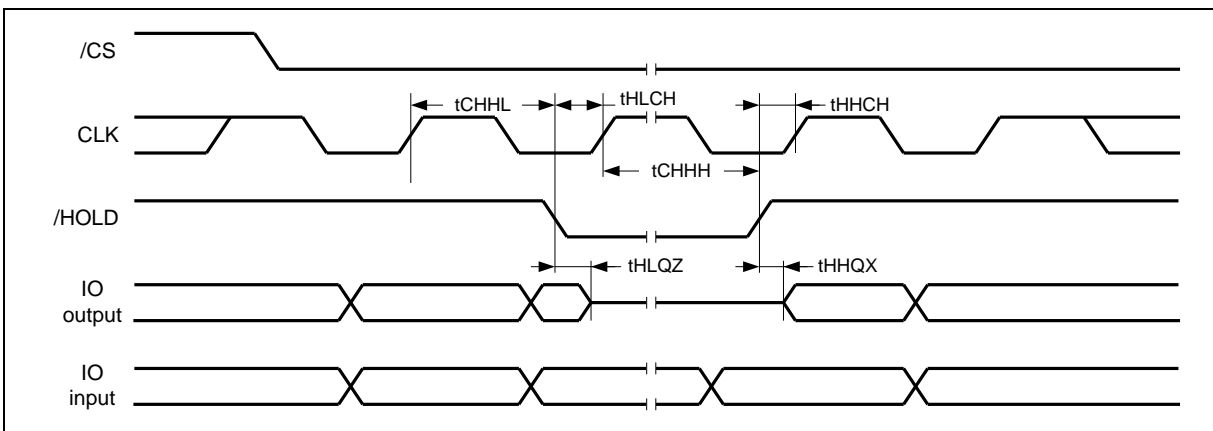 /CS
tCHHL
tHLCH
tHHCH
CLK
tCHHH
/HOLD
tHLQZ
tHHQX
IO
output
IO
input